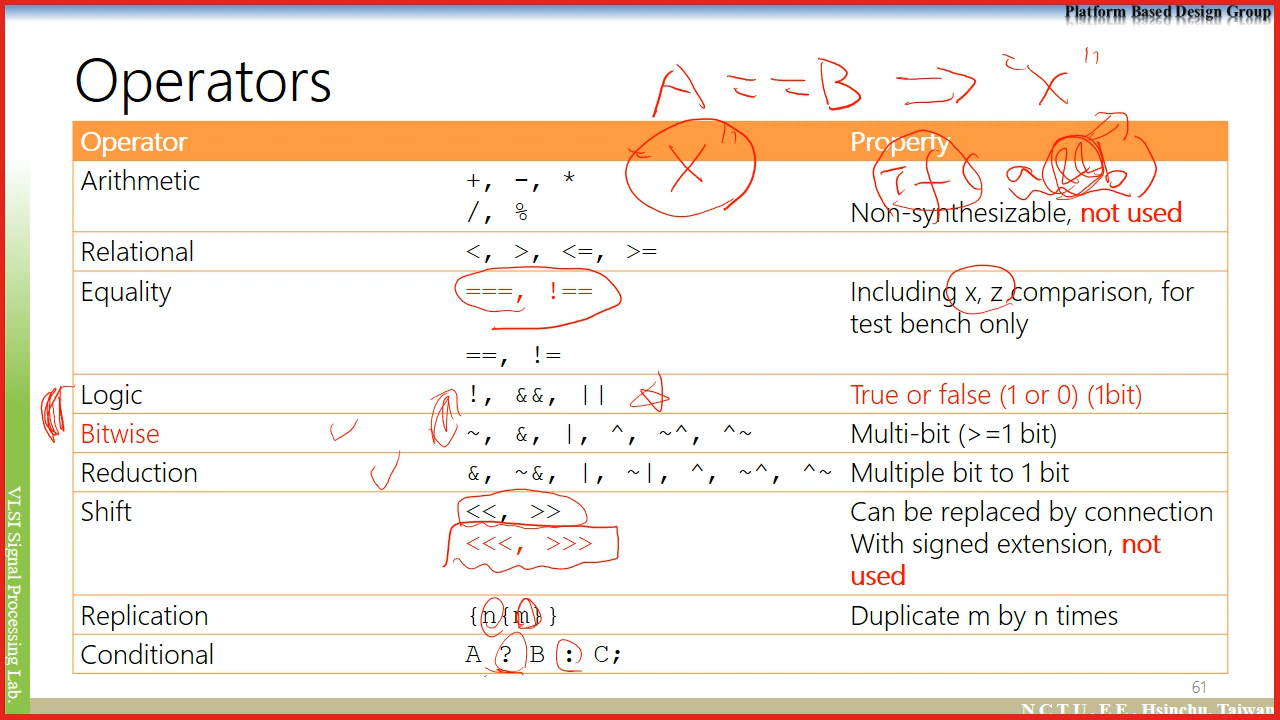 Platform Based Design Group
Operators
A == = B ⇒ "X"
Operator Property
"X"
If ( a && b )
Arithmetic +, -, *
/, % Non-synthesizable, not used
Relational <, >, <=, >=
Equality ===, !== Including x, z comparison, for
test bench only
==, !=
Logic !, &&, || True or false (1 or 0) (1bit)
Bitwise ~, &, |, ^, ~^, ^~ Multi-bit (>=1 bit)
Reduction &, ~&, |, ~|, ^, ~^, ^~ Multiple bit to 1 bit
Shift <<, >> Can be replaced by connection
<<<, >>> With signed extension, not
used
Replication {n{m}} Duplicate m by n times
Conditional A ? B : C;
61
VLSI Signal Processing Lab.
N C T U. E E. Hsinchu, Taiwan